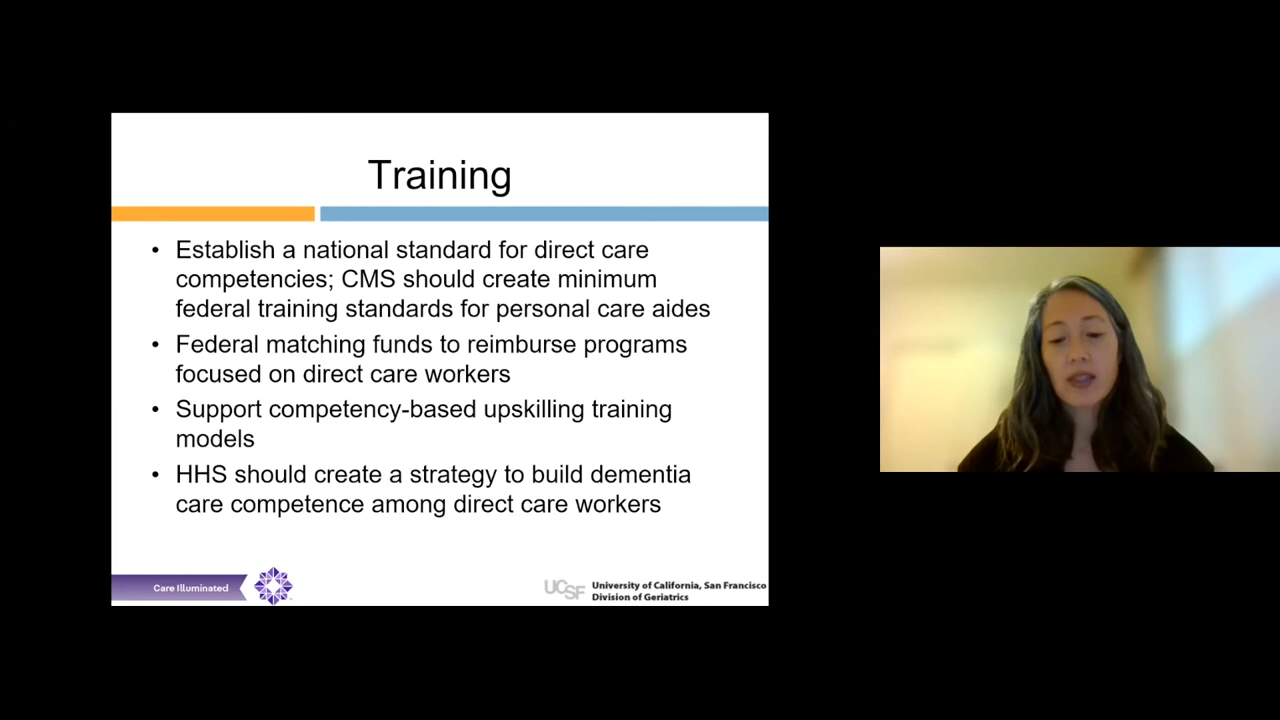 Training
• Establish a national standard for direct care
competencies; CMS should create minimum
federal training standards for personal care aides
• Federal matching funds to reimburse programs
focused on direct care workers
• Support competency-based upskilling training
models
• HHS should create a strategy to build dementia
care competence among direct care workers
Care Illuminated
UCSF
University of California, San Francisco
Division of Geriatrics